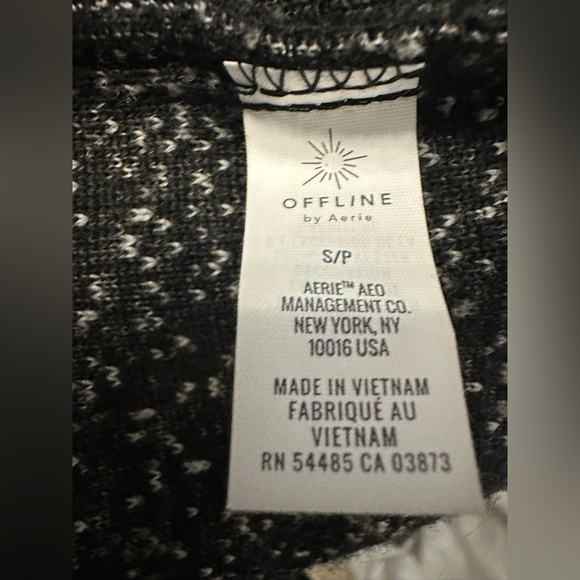 OFFLINE
by Aerie
S/P
AERIE™ AEO
MANAGEMENT CO.
NEW YORK, NY
10016 USA
MADE IN VIETNAM
FABRIQUÉ AU
VIETNAM
RN 54485 CA 03873